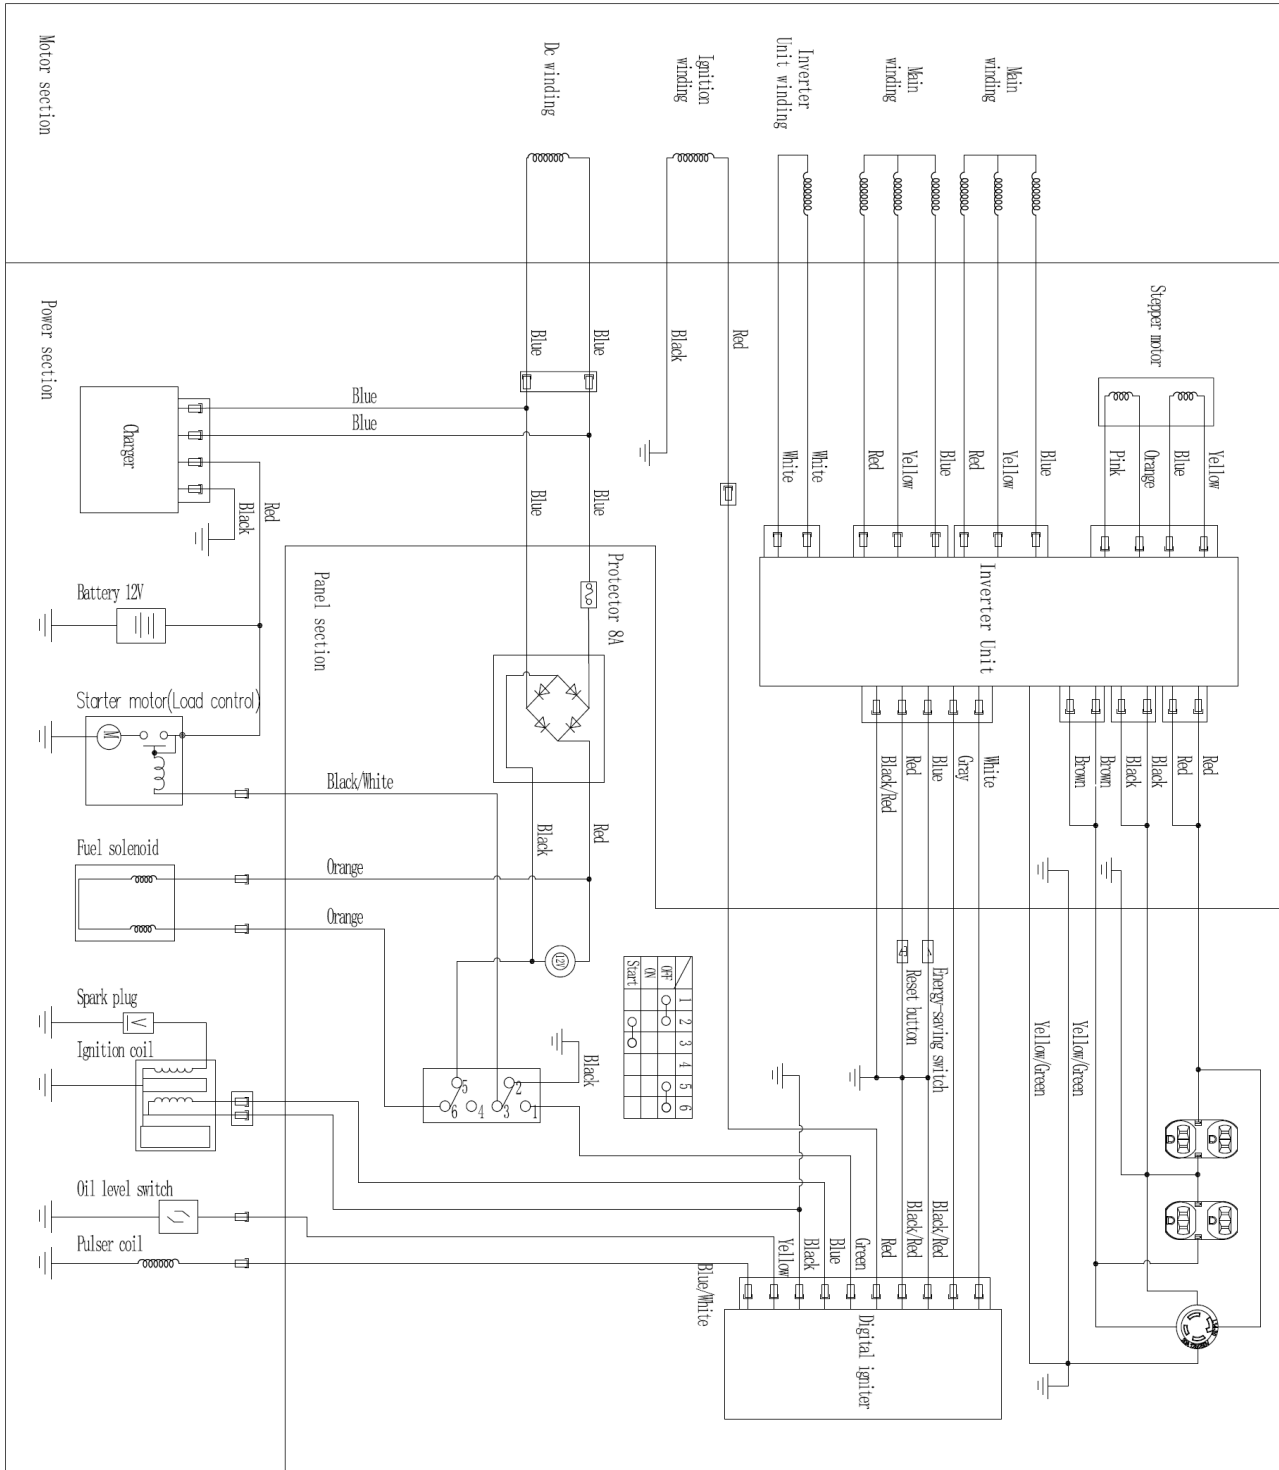 Motor section
Dc winding
Ignition
winding
Inverter
Unit winding
Main
winding
Main
winding
Power section
Blue
Blue
Black
Red
Stepper motor
Blue
Blue
Charger
Red
Black
White
White
Red
Yellow
Blue
Red
Yellow
Blue
Pink
Orange
Blue
Yellow
Blue
Blue
Inverter Unit
Panel section
Protector 8A
Battery 12V
Starter motor(Load control)
M
Black/White
Black
Red
Black/Red
Red
Blue
Gray
White
Brown
Brown
Black
Black
Red
Red
Fuel solenoid
Orange
Orange
12V
1
2
3
4
5
6
OFF
ON
Start
Reset button
Energy-saving switch
Yellow/Green
Yellow/Green
Spark plug
Ignition coil
Black
5
2
6
4
3
1
Oil level switch
Pulser coil
Blue/White
Yellow
Black
Blue
Green
Red
Black/Red
Black/Red
Digital igniter